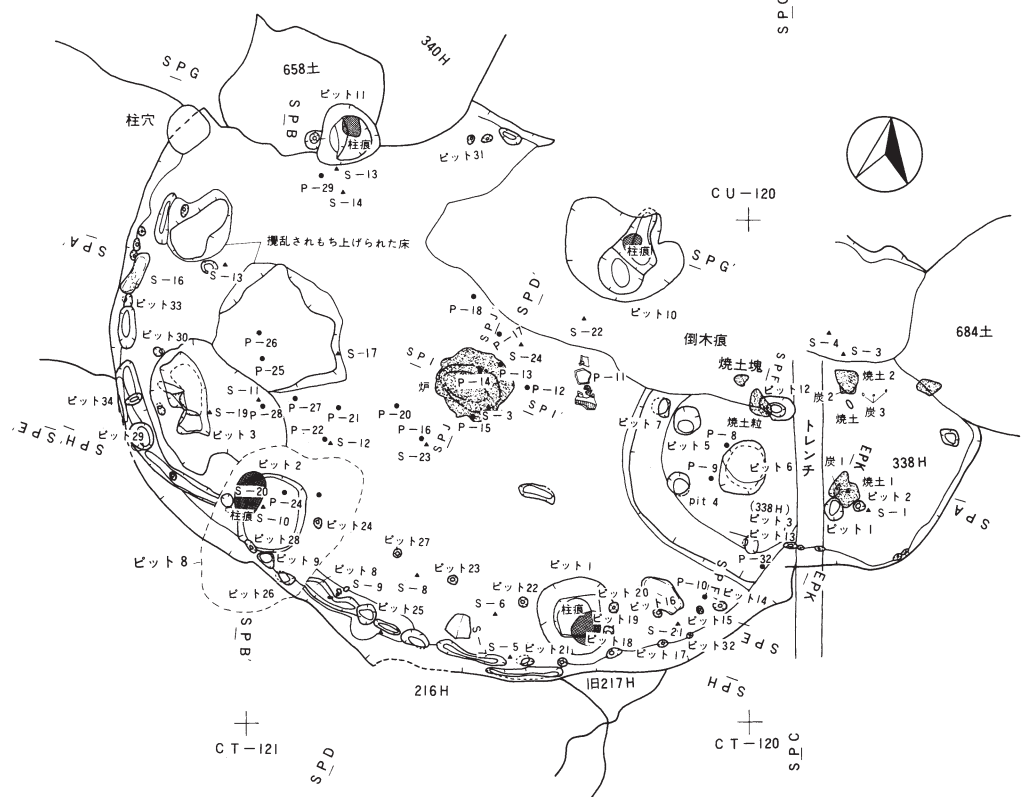 SPC
340H
SPG
658土
ピット11
SPB
柱穴
柱痕
ピット31
S-13
P-29
S-14
CU-120
攪乱されもち上げられた床
SPA'
S-13
S-16
柱痕
SPG'
ピット33
P-18
SPD'
ピット10
SPJ'
P-17
S-22
倒木痕
684土
ピット30
P-26
S-17
S-24
S-4
S-3
P-25
SPI
炉
P-14
P-13
P-12
P-11
焼土塊
SPF
ピット12
焼土2
炭2
焼土
炭3
S-11
S-19
P-28
P-27
P-21
P-20
S-3
SPI'
P-15
ピット34
ピット29
ピット3
P-22
S-12
P-16
S-23
SPJ
ピット7
ピット5
焼土粒
P-8
トレンチ
SPH'
SPE'
ピット2
P-9
ピット6
炭1
EPK
338H
S-20
P-24
pit 4
焼土1
ピット2
S-1
柱痕
S-10
(338H)
ピット3
ピット1
SPA
ピット24
ピット13
ピット28
ピット27
P-32
ピット8
ピット9
ピット8
ピット23
ピット1
SPF'
EPK'
S-9
S-8
ピット22
ピット20
P-10
ピット14
ピット26
ピット25
S-6
柱痕
ピット16
ピット19
ピット15
SPB'
S-5
ピット21
ピット18
S-21
ピット32
SPE
ピット17
216H
旧217H
SPH
CT-121
CT-120
SPC
SPD